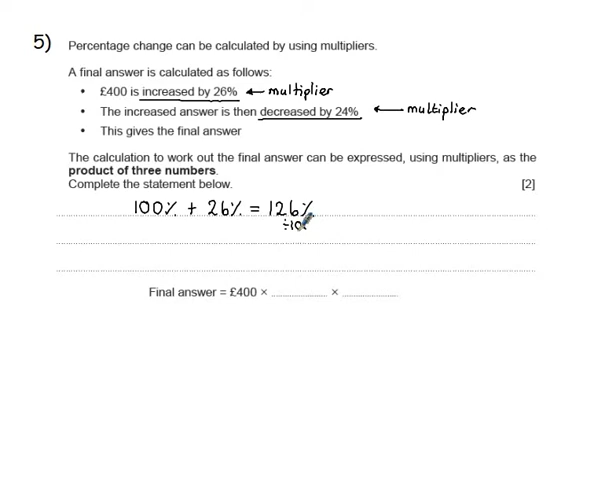 5) Percentage change can be calculated by using multipliers.
A final answer is calculated as follows:
• £400 is increased by 26% ← multiplier
• The increased answer is then decreased by 24% ← multiplier
• This gives the final answer
The calculation to work out the final answer can be expressed, using multipliers, as the
product of three numbers.
Complete the statement below. [2]
100% + 26% = 126%
÷10
Final answer = £400 × ............ × ............